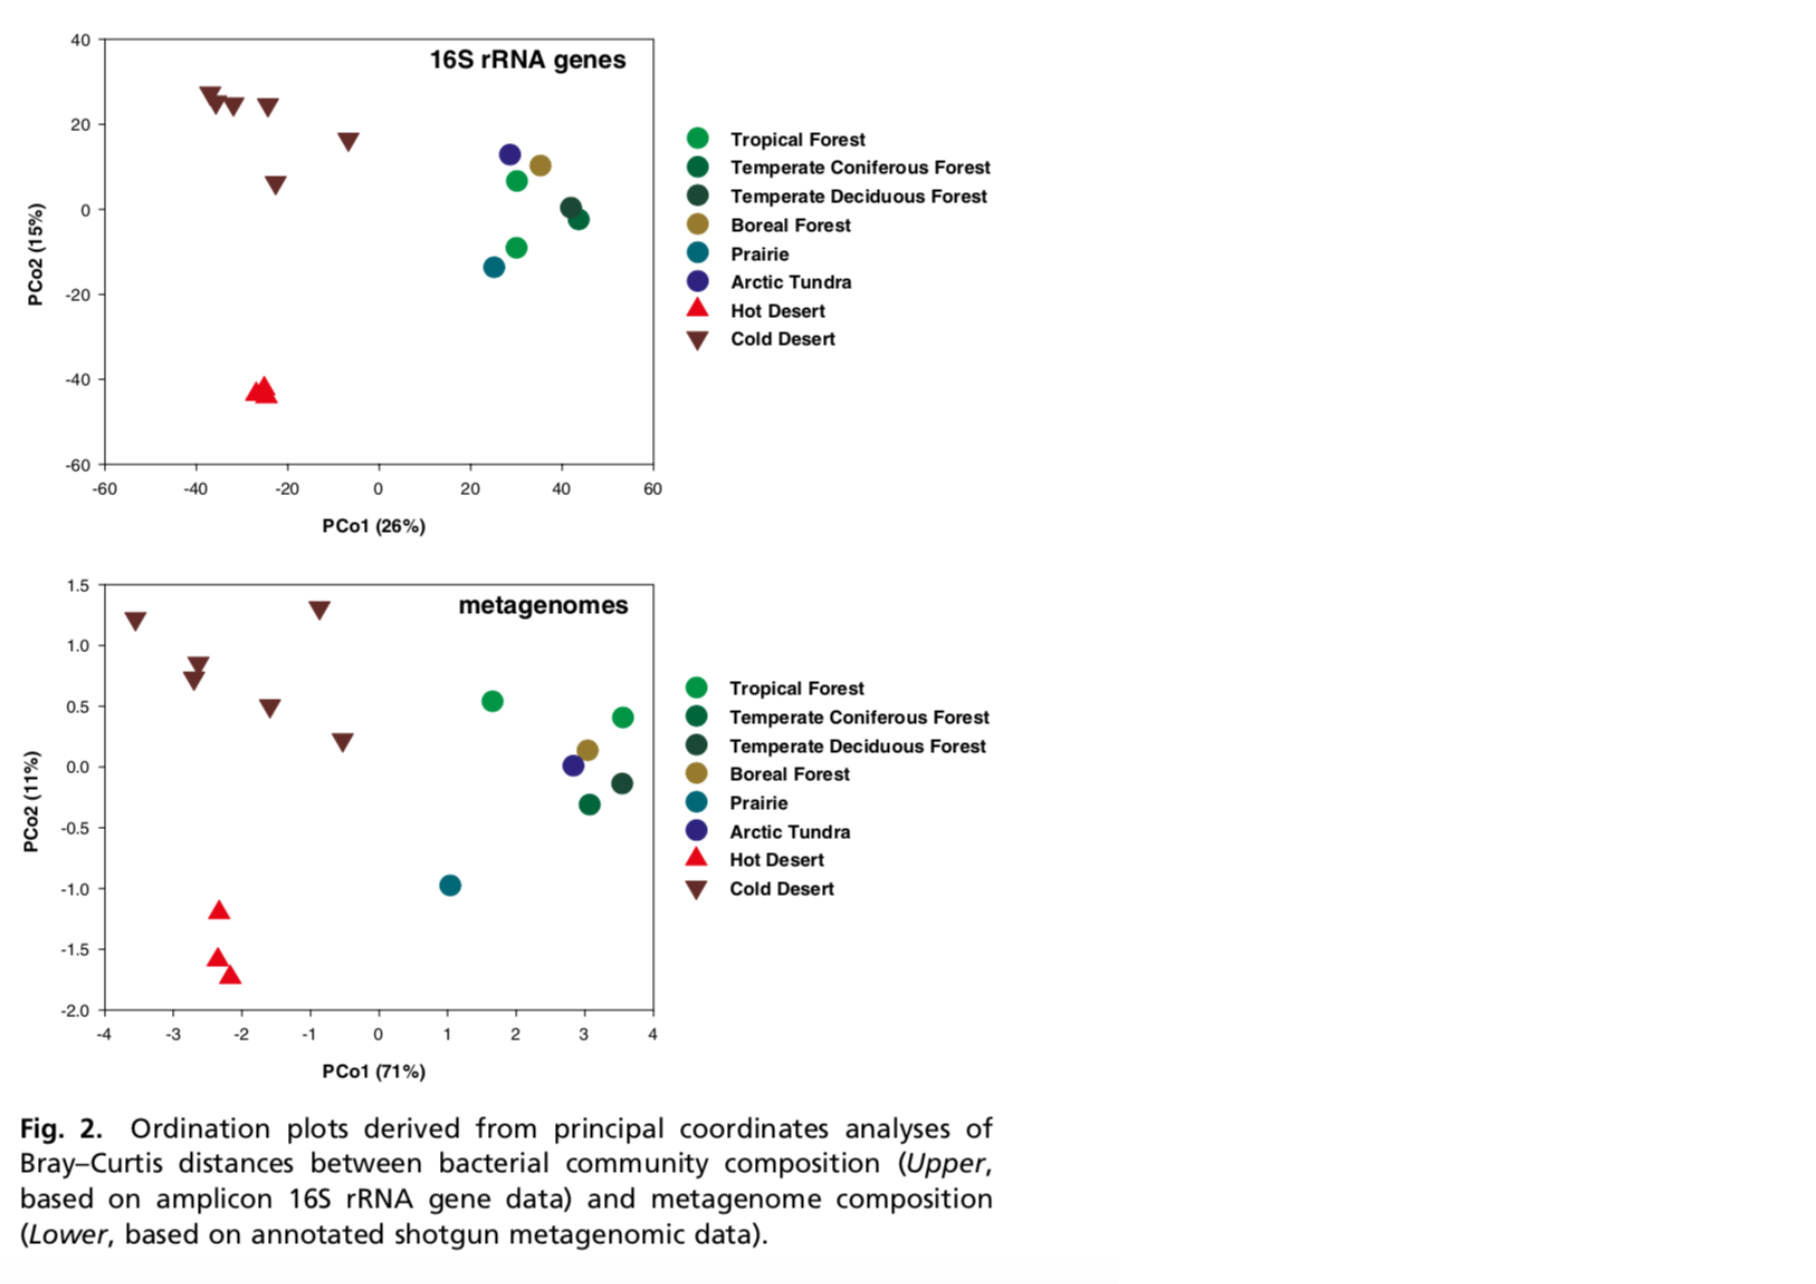 40
16S rRNA genes
20
0
-20
-40
-60
PCo2 (15%)
-60 -40 -20 0 20 40 60
PCo1 (26%)
Tropical Forest
Temperate Coniferous Forest
Temperate Deciduous Forest
Boreal Forest
Prairie
Arctic Tundra
Hot Desert
Cold Desert
1.5
metagenomes
1.0
0.5
0.0
-0.5
-1.0
-1.5
-2.0
PCo2 (11%)
-4 -3 -2 -1 0 1 2 3 4
PCo1 (71%)
Tropical Forest
Temperate Coniferous Forest
Temperate Deciduous Forest
Boreal Forest
Prairie
Arctic Tundra
Hot Desert
Cold Desert
Fig. 2. Ordination plots derived from principal coordinates analyses of
Bray–Curtis distances between bacterial community composition (Upper,
based on amplicon 16S rRNA gene data) and metagenome composition
(Lower, based on annotated shotgun metagenomic data).